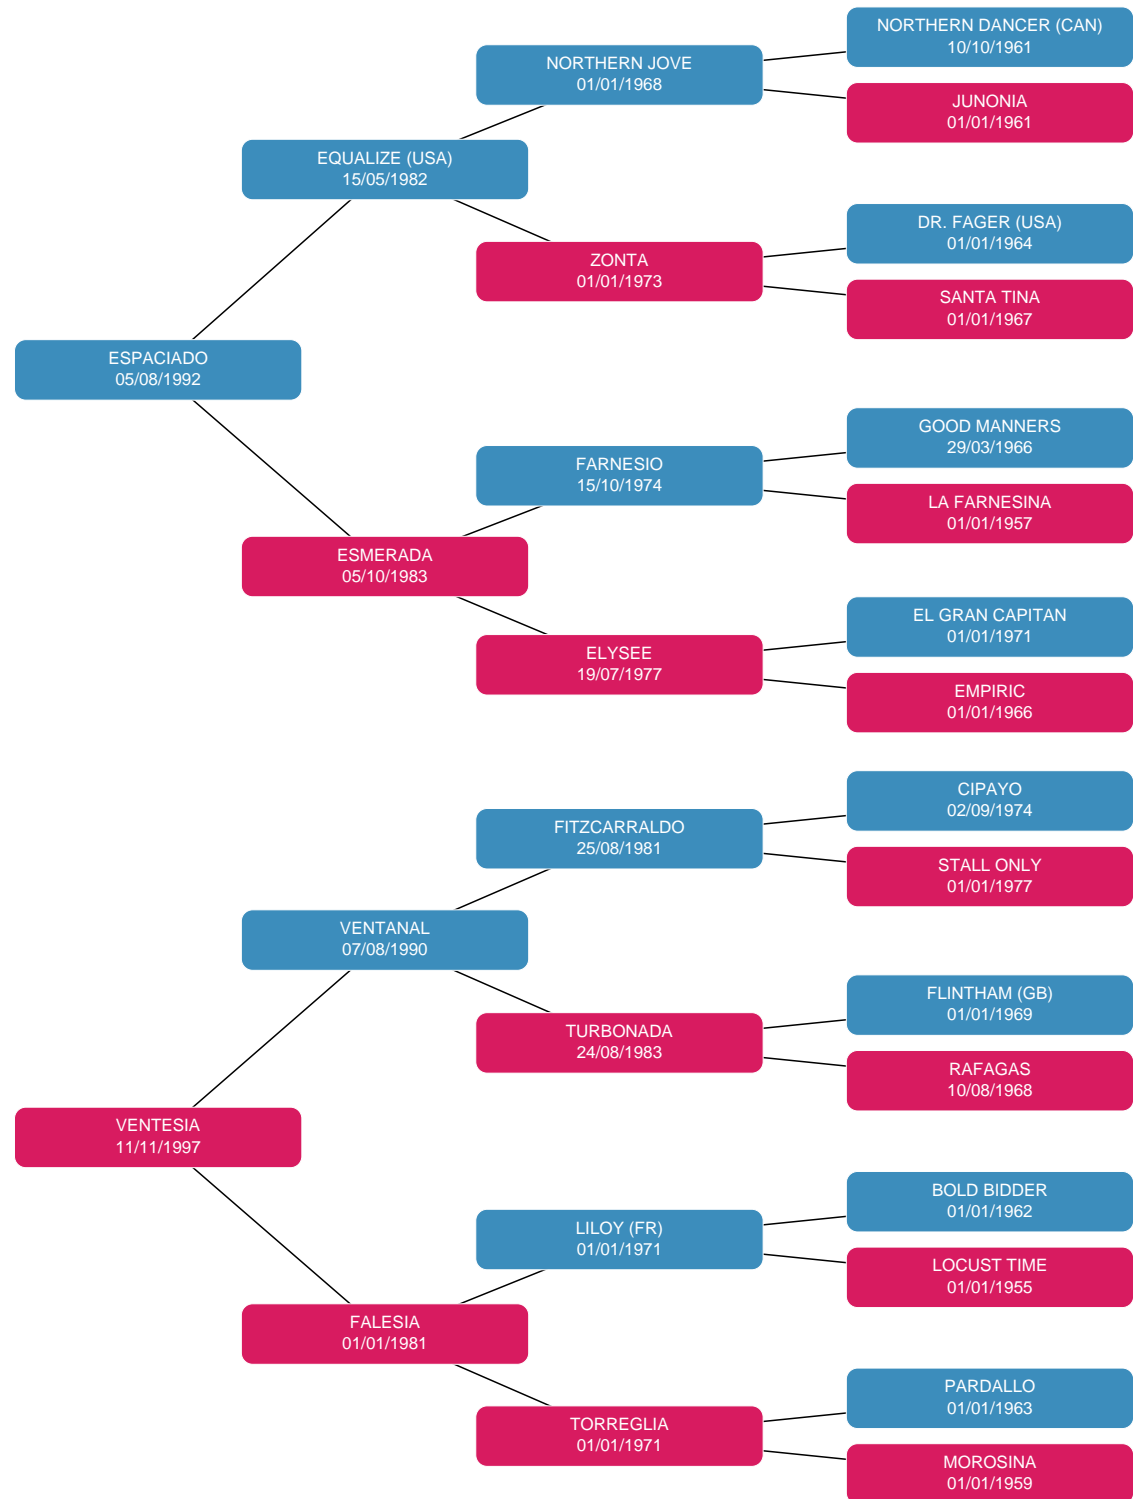 NORTHERN DANCER (CAN)
10/10/1961
NORTHERN JOVE
01/01/1968
JUNONIA
01/01/1961
EQUALIZE (USA)
15/05/1982
DR. FAGER (USA)
01/01/1964
ZONTA
01/01/1973
SANTA TINA
01/01/1967
ESPACIADO
05/08/1992
GOOD MANNERS
29/03/1966
FARNESIO
15/10/1974
LA FARNESINA
01/01/1957
ESMERADA
05/10/1983
EL GRAN CAPITAN
01/01/1971
ELYSEE
19/07/1977
EMPIRIC
01/01/1966
CIPAYO
02/09/1974
FITZCARRALDO
25/08/1981
STALL ONLY
01/01/1977
VENTANAL
07/08/1990
FLINTHAM (GB)
01/01/1969
TURBONADA
24/08/1983
RAFAGAS
10/08/1968
VENTESIA
11/11/1997
BOLD BIDDER
01/01/1962
LILOY (FR)
01/01/1971
LOCUST TIME
01/01/1955
FALESIA
01/01/1981
PARDALLO
01/01/1963
TORREGLIA
01/01/1971
MOROSINA
01/01/1959